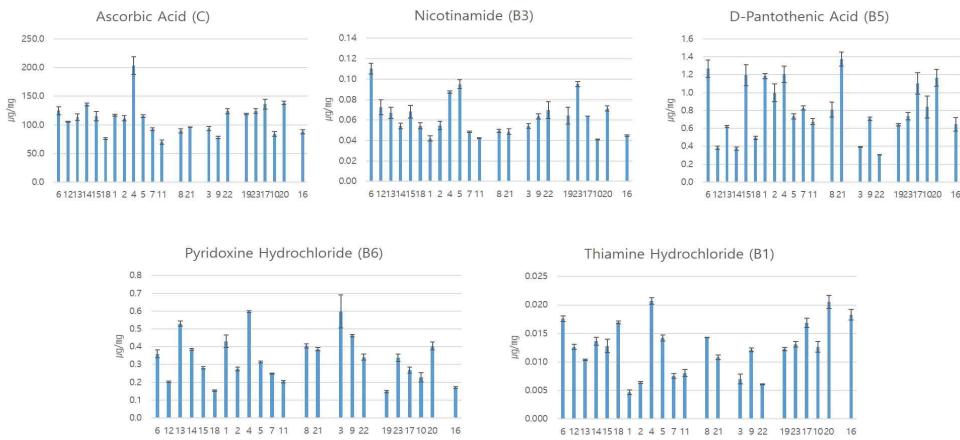 Ascorbic Acid (C)
250.0
200.0
150.0
100.0
50.0
0.0
µg/mg
6 12 13 14 15 18 1 2 4 5 7 11 8 21 3 9 22 19 23 17 10 20 16
Nicotinamide (B3)
0.14
0.12
0.10
0.08
0.06
0.04
0.02
0.00
µg/mg
6 12 13 14 15 18 1 2 4 5 7 11 8 21 3 9 22 19 23 17 10 20 16
D-Pantothenic Acid (B5)
1.6
1.4
1.2
1.0
0.8
0.6
0.4
0.2
0.0
µg/mg
6 12 13 14 15 18 1 2 4 5 7 11 8 21 3 9 22 19 23 17 10 20 16
Pyridoxine Hydrochloride (B6)
0.8
0.7
0.6
0.5
0.4
0.3
0.2
0.1
0.0
µg/mg
6 12 13 14 15 18 1 2 4 5 7 11 8 21 3 9 22 19 23 17 10 20 16
Thiamine Hydrochloride (B1)
0.025
0.020
0.015
0.010
0.005
0.000
µg/mg
6 12 13 14 15 18 1 2 4 5 7 11 8 21 3 9 22 19 23 17 10 20 16